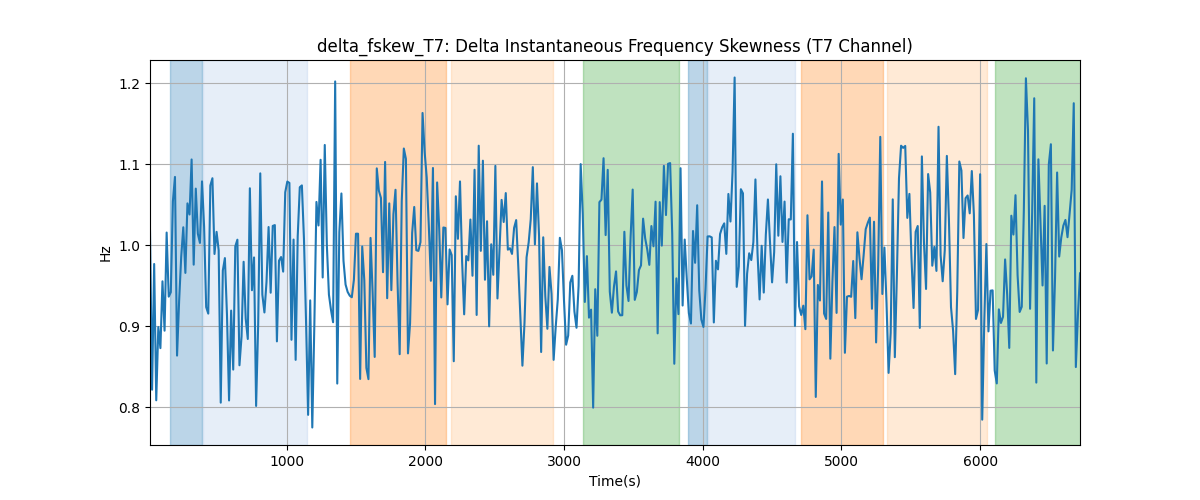 delta_fskew_T7: Delta Instantaneous Frequency Skewness (T7 Channel)
1.2
1.1
1.0
0.9
0.8
Hz
1000 2000 3000 4000 5000 6000
Time(s)